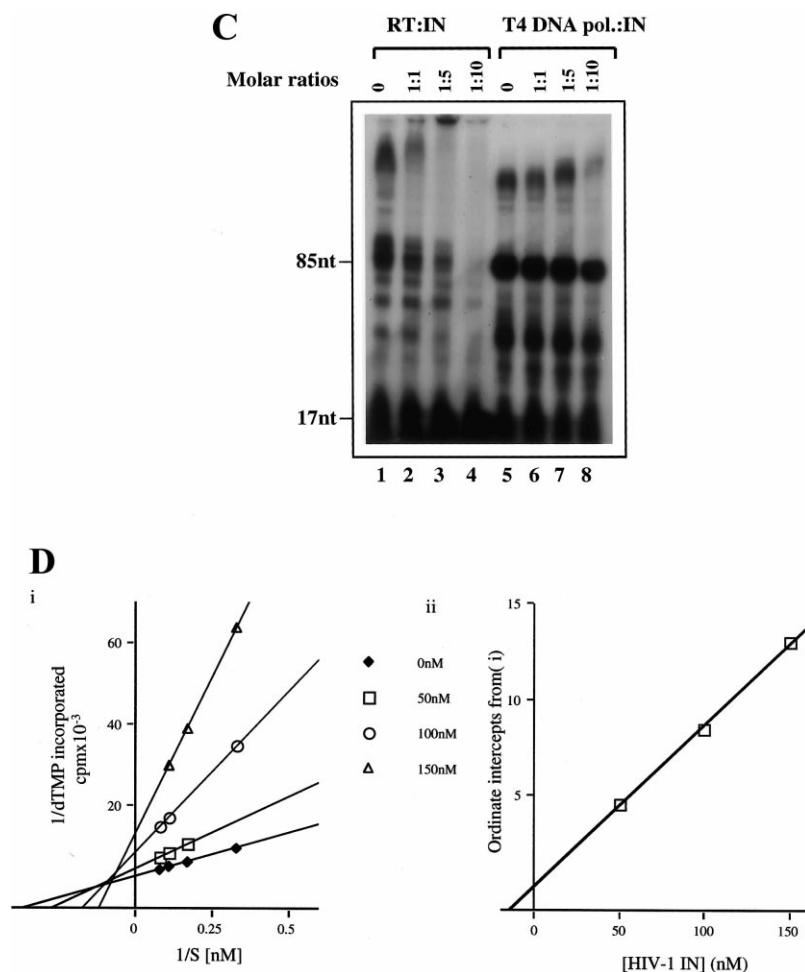 C
RT:IN
T4 DNA pol.:IN
Molar ratios
0
1:1
1:5
1:10
0
1:1
1:5
1:10
85nt
17nt
1 2 3 4 5 6 7 8
D
i
1/dTMP incorporated
cpmx10⁻³
60
40
20
0 0.25 0.5
1/S [nM]
0nM
50nM
100nM
150nM
ii
Ordinate intercepts from( i)
15
10
5
0 50 100 150
[HIV-1 IN] (nM)